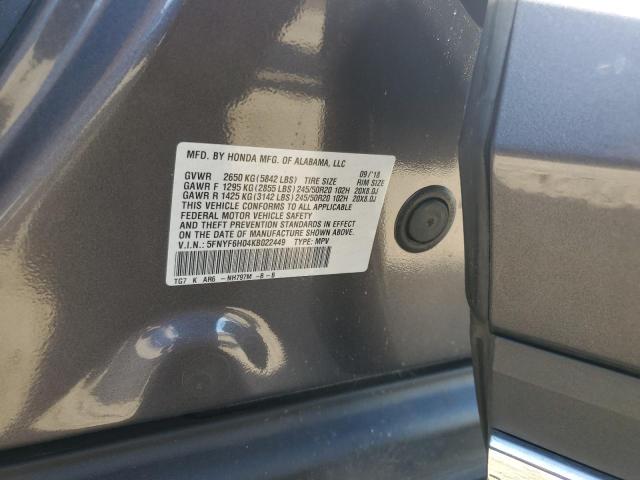 MFD. BY HONDA MFG. OF ALABAMA, LLC 09/'18
GVWR 2650 KG (5842 LBS) TIRE SIZE RIM SIZE
GAWR F 1295 KG (2855 LBS) 245/50R20 102H 20X8.0J
GAWR R 1425 KG (3142 LBS) 245/50R20 102H 20X8.0J
THIS VEHICLE CONFORMS TO ALL APPLICABLE
FEDERAL MOTOR VEHICLE SAFETY
AND THEFT PREVENTION STANDARDS IN EFFECT
ON THE DATE OF MANUFACTURE SHOWN ABOVE.
V.I.N.: 5FNYF6H04KB022449 TYPE: MPV
TG7 K AR6 -NH797M -B -B